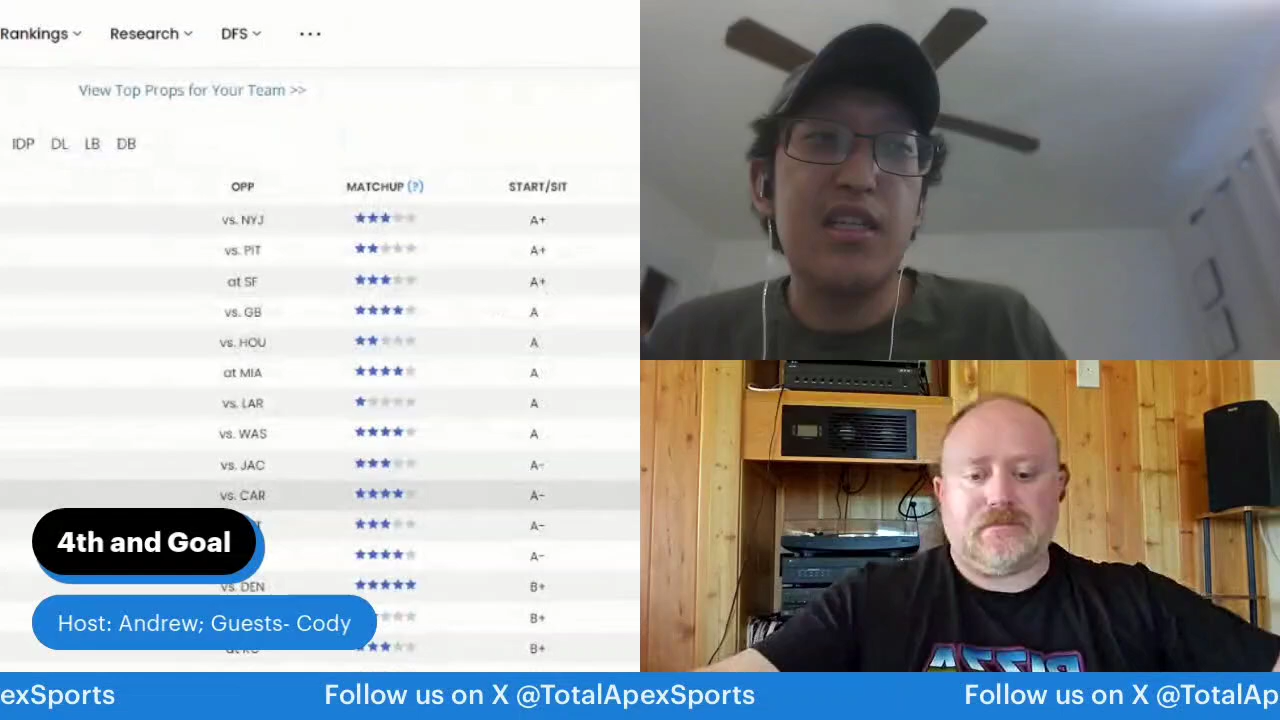 Rankings Research DFS ...
View Top Props for Your Team >>
IDP DL LB DB
OPP MATCHUP (?) START/SIT
vs. NYJ A+
vs. PIT A+
at SF A+
vs. GB A
vs. HOU A
at MIA A
vs. LAR A
vs. WAS A
vs. JAC A-
vs. CAR A-
A-
A-
vs. DEN B+
B+
B+
4th and Goal
Host: Andrew; Guests- Cody
PIZZA
exSports Follow us on X @TotalApexSports Follow us on X @TotalAp